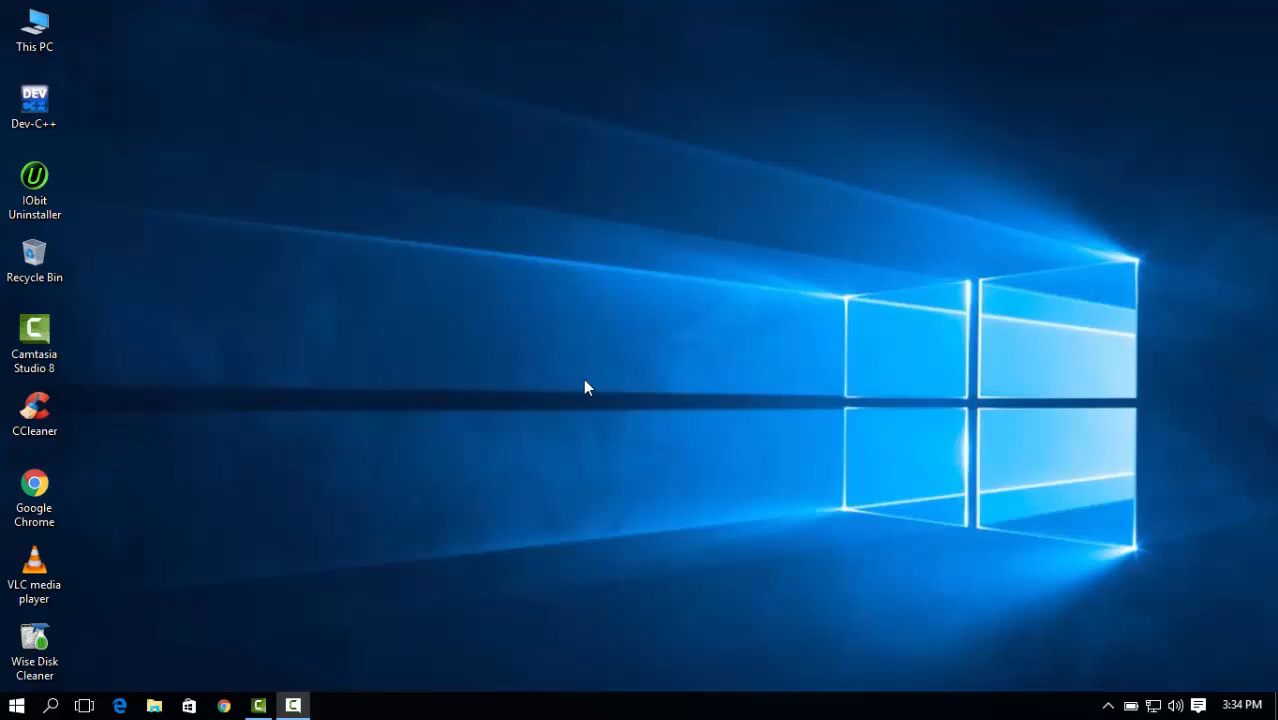 This PC
DEV
C++
Dev-C++
U
IObit
Uninstaller
Recycle Bin
C
Camtasia
Studio 8
CCleaner
Google
Chrome
VLC media
player
Wise Disk
Cleaner
3:34 PM